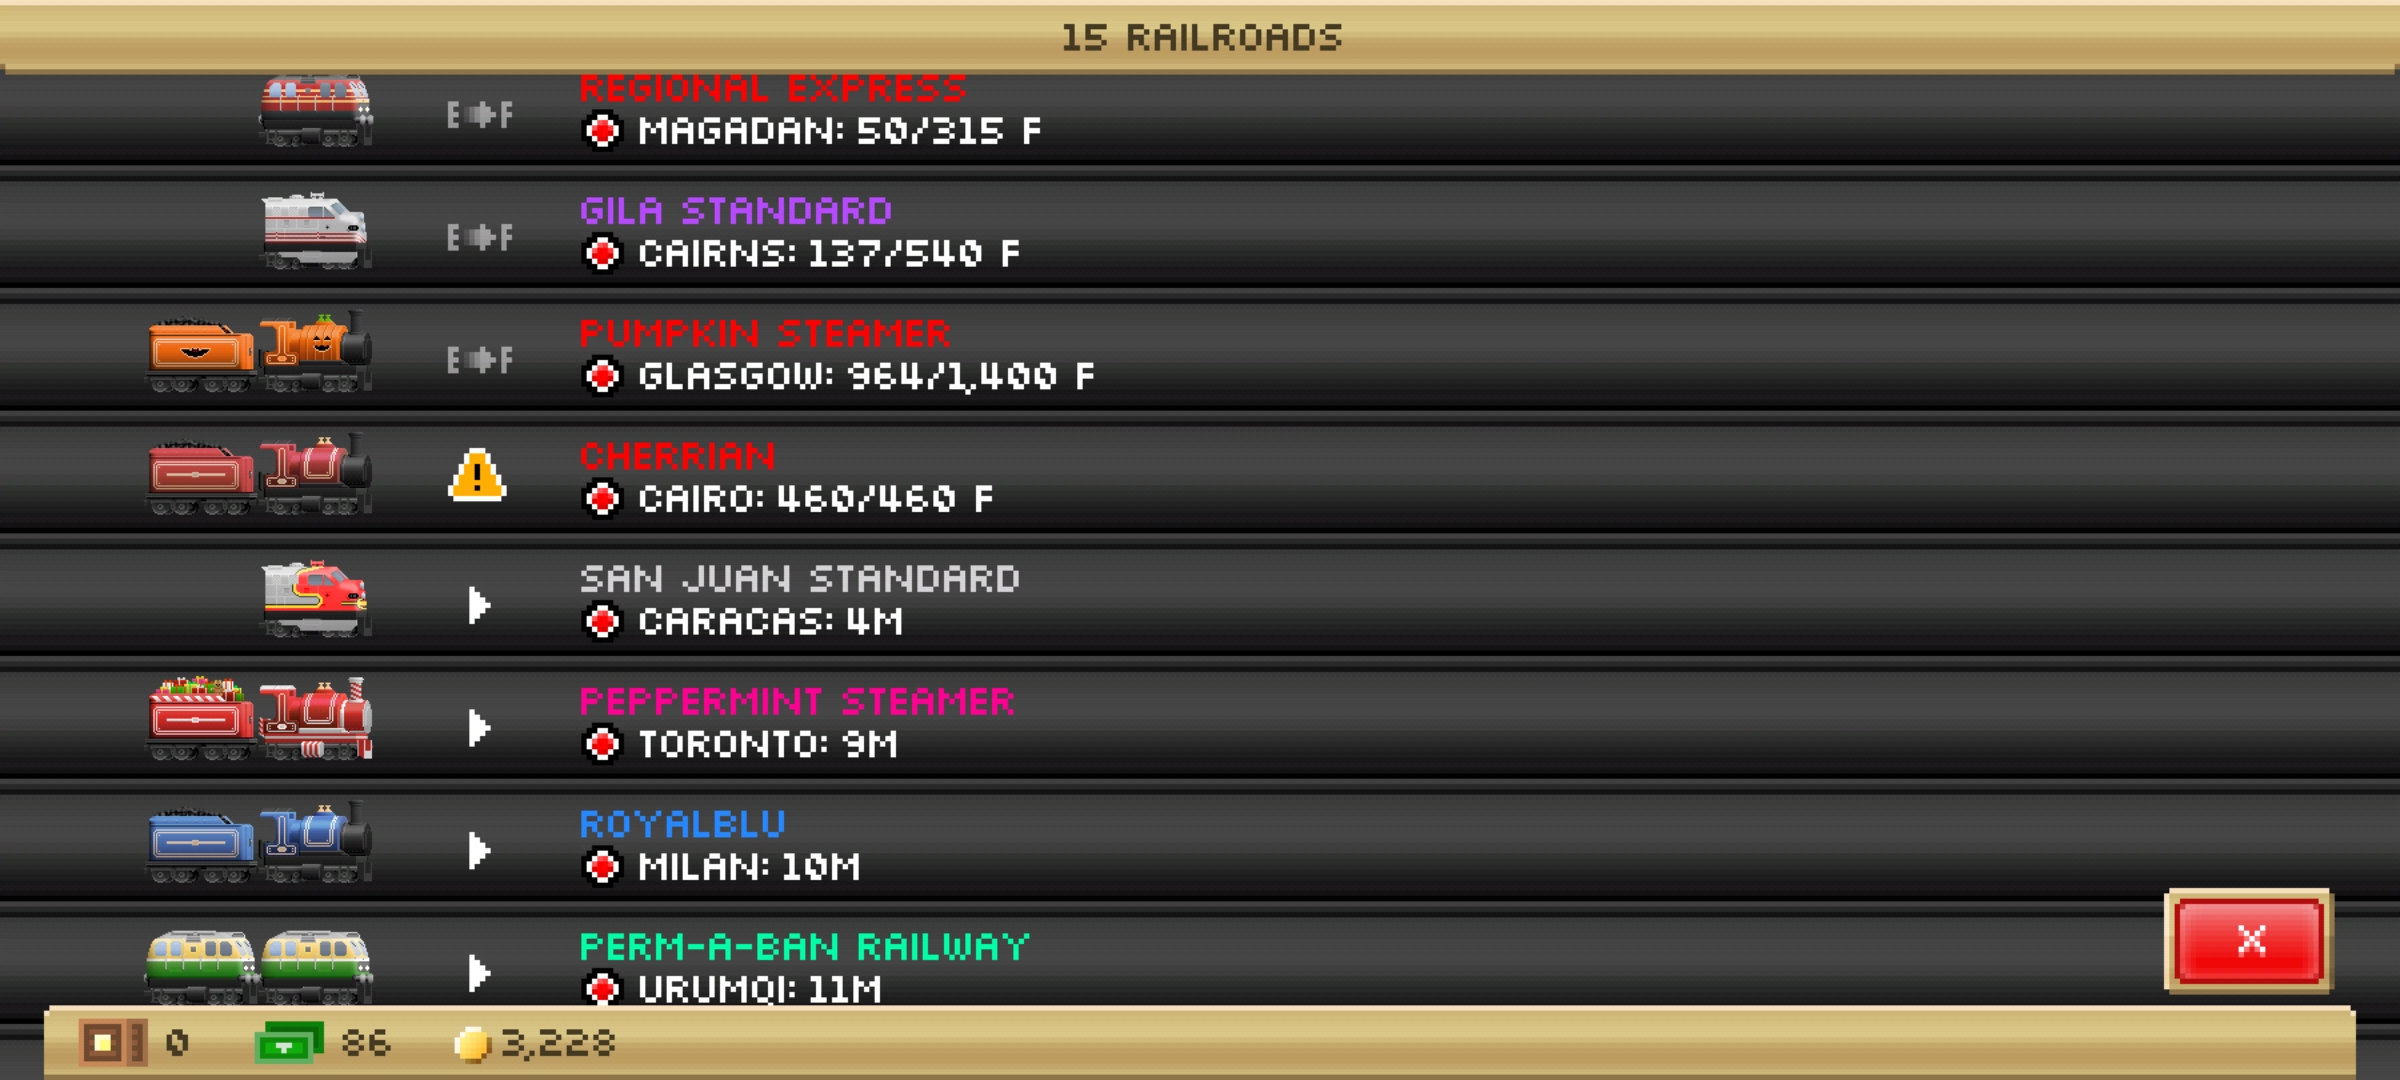 15 RAILROADS
REGIONAL EXPRESS
E F
MAGADAN: 50/315 F
GILA STANDARD
E F
CAIRNS: 137/540 F
PUMPKIN STEAMER
E F
GLASGOW: 964/1,400 F
CHERRIAN
!
CAIRO: 460/460 F
SAN JUAN STANDARD
CARACAS: 4M
PEPPERMINT STEAMER
TORONTO: 9M
ROYALBLU
MILAN: 10M
PERM-A-BAN RAILWAY
URUMQI: 11M
X
0 86 3,228